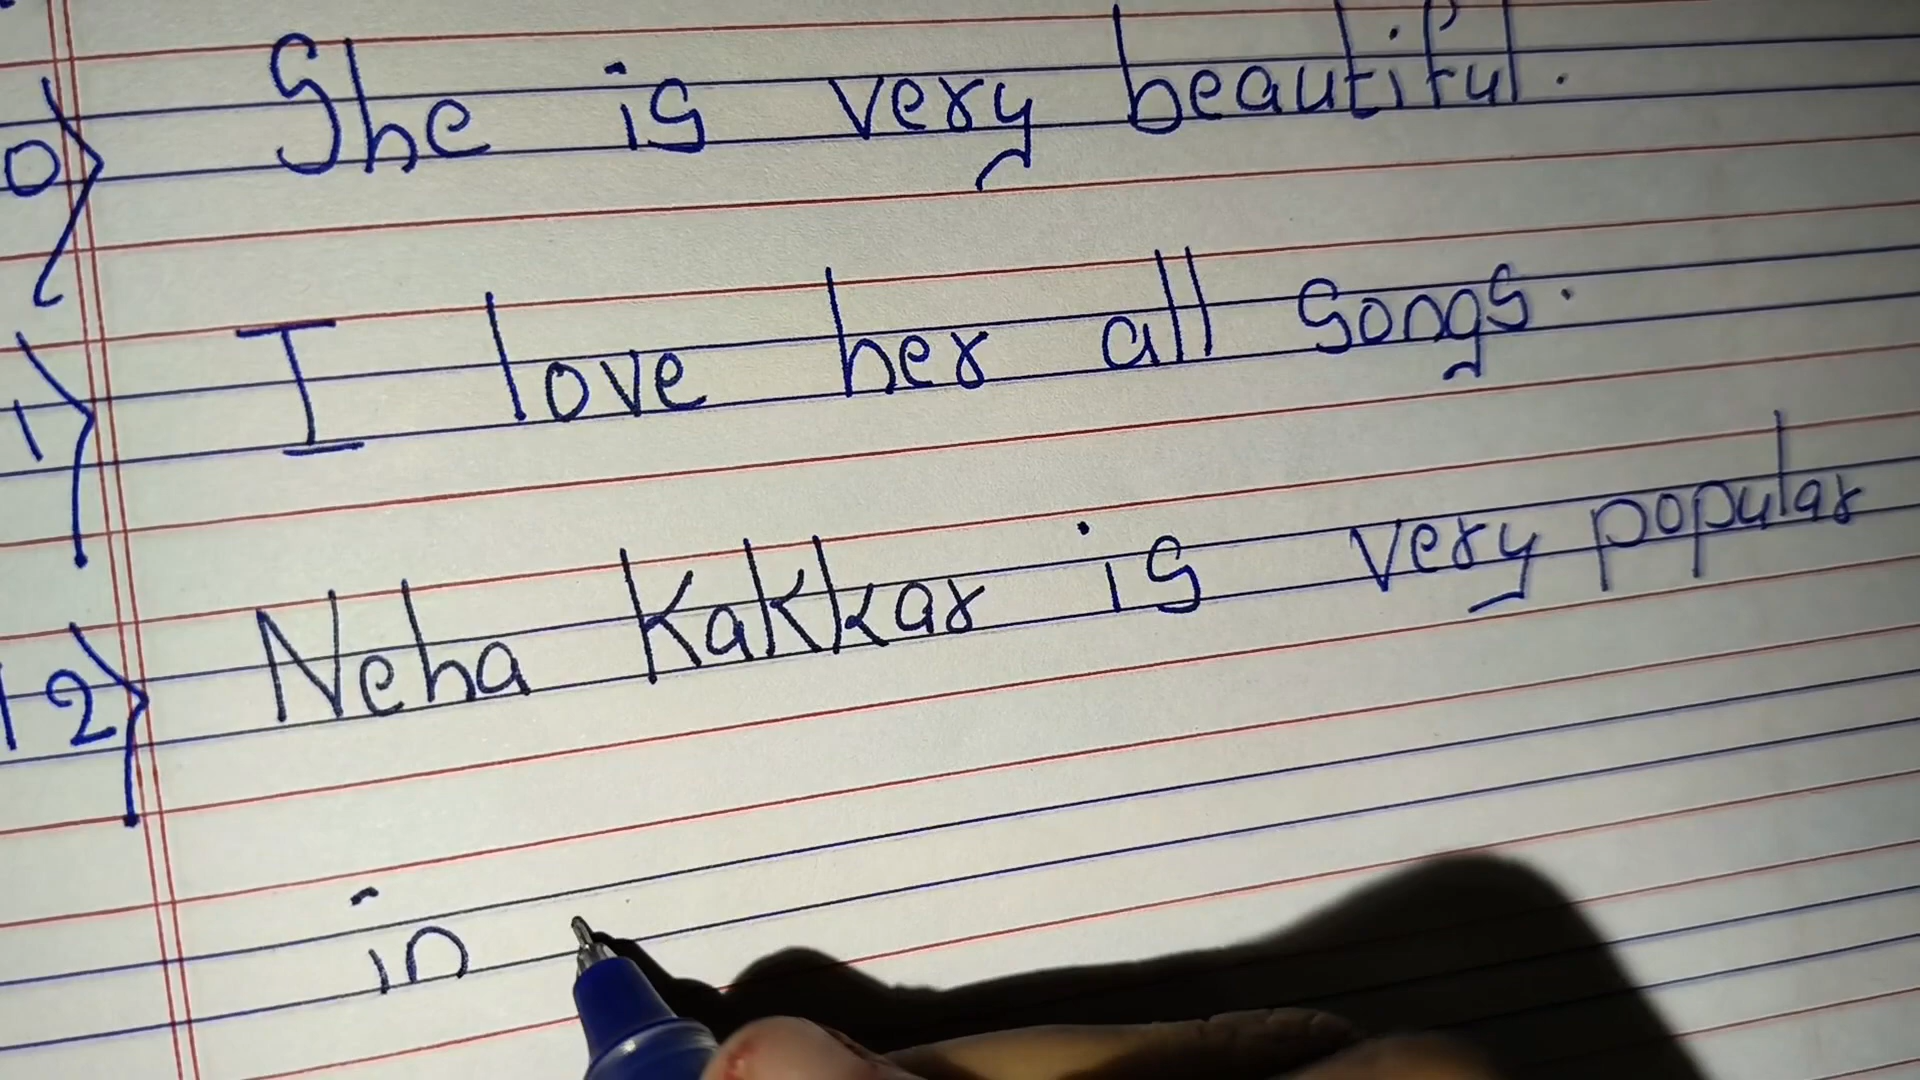 0) She is very beautiful.
1) I love her all songs.
12) Neha Kakkar is very popular
in